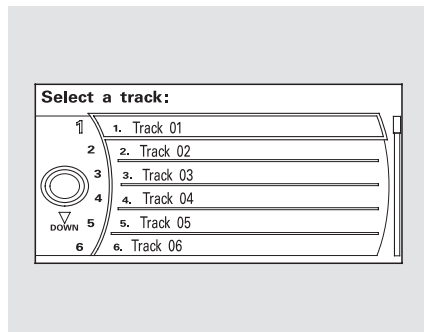 Select a track:
1 1. Track 01
2 2. Track 02
3 3. Track 03
4 4. Track 04
DOWN 5 5. Track 05
6 6. Track 06